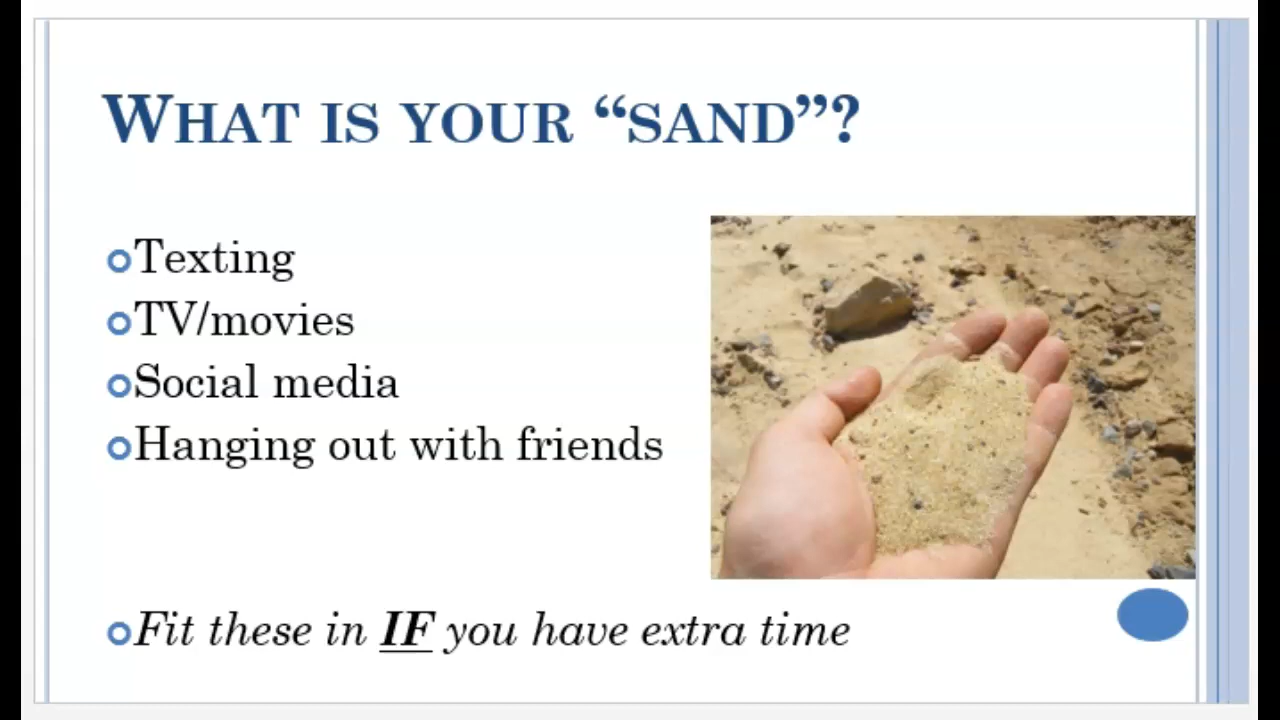 WHAT IS YOUR “SAND”?
Texting
TV/movies
Social media
Hanging out with friends
Fit these in IF you have extra time